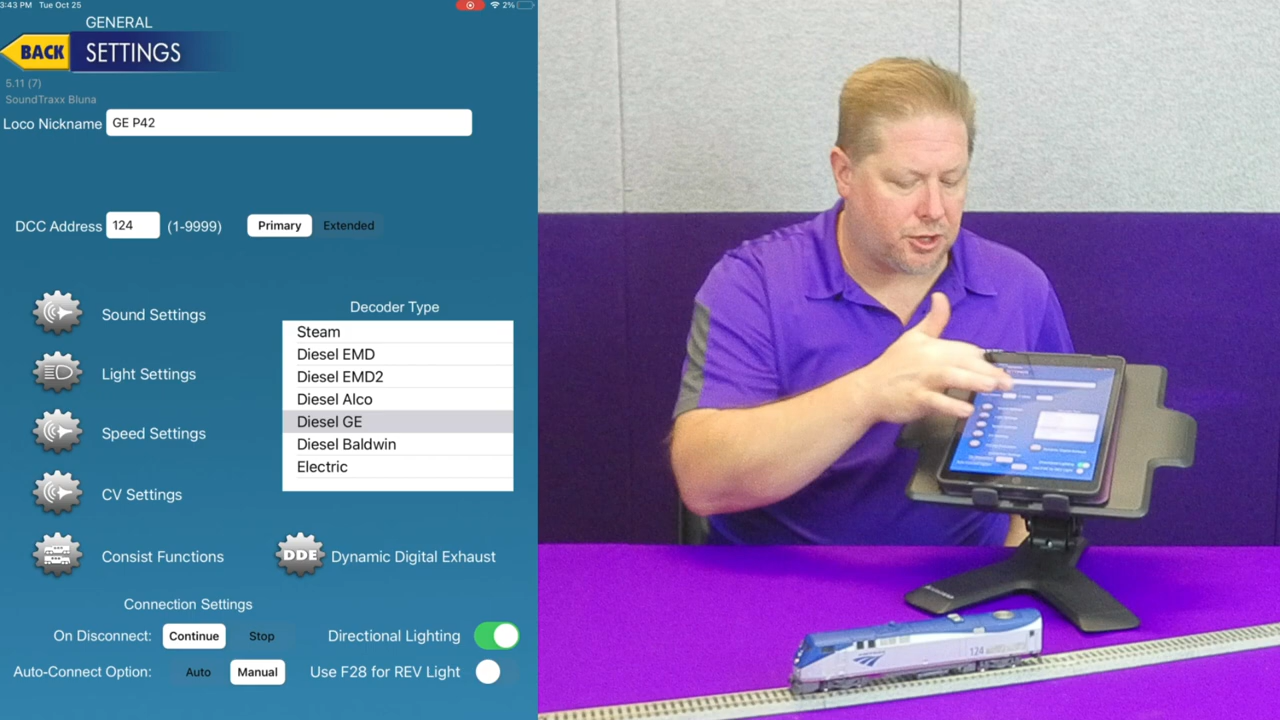 3:43 PM Tue Oct 25
2%
GENERAL
BACK SETTINGS
5.11 (7)
SoundTraxx Bluna
Loco Nickname GE P42
DCC Address 124 (1-9999) Primary Extended
Decoder Type
Steam
Diesel EMD
Diesel EMD2
Diesel Alco
Diesel GE
Diesel Baldwin
Electric
Sound Settings
Light Settings
Speed Settings
CV Settings
Consist Functions
DDE Dynamic Digital Exhaust
Connection Settings
On Disconnect: Continue Stop
Directional Lighting
Auto-Connect Option: Auto Manual
Use F28 for REV Light
124